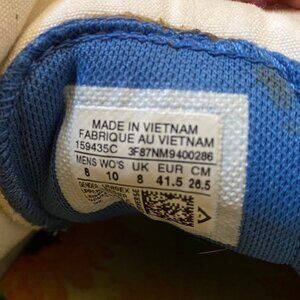 MADE IN VIETNAM
FABRIQUE AU VIETNAM
159435C 3F87NM9400286
MENS WO'S UK EUR CM
8 10 8 41.5 26.5